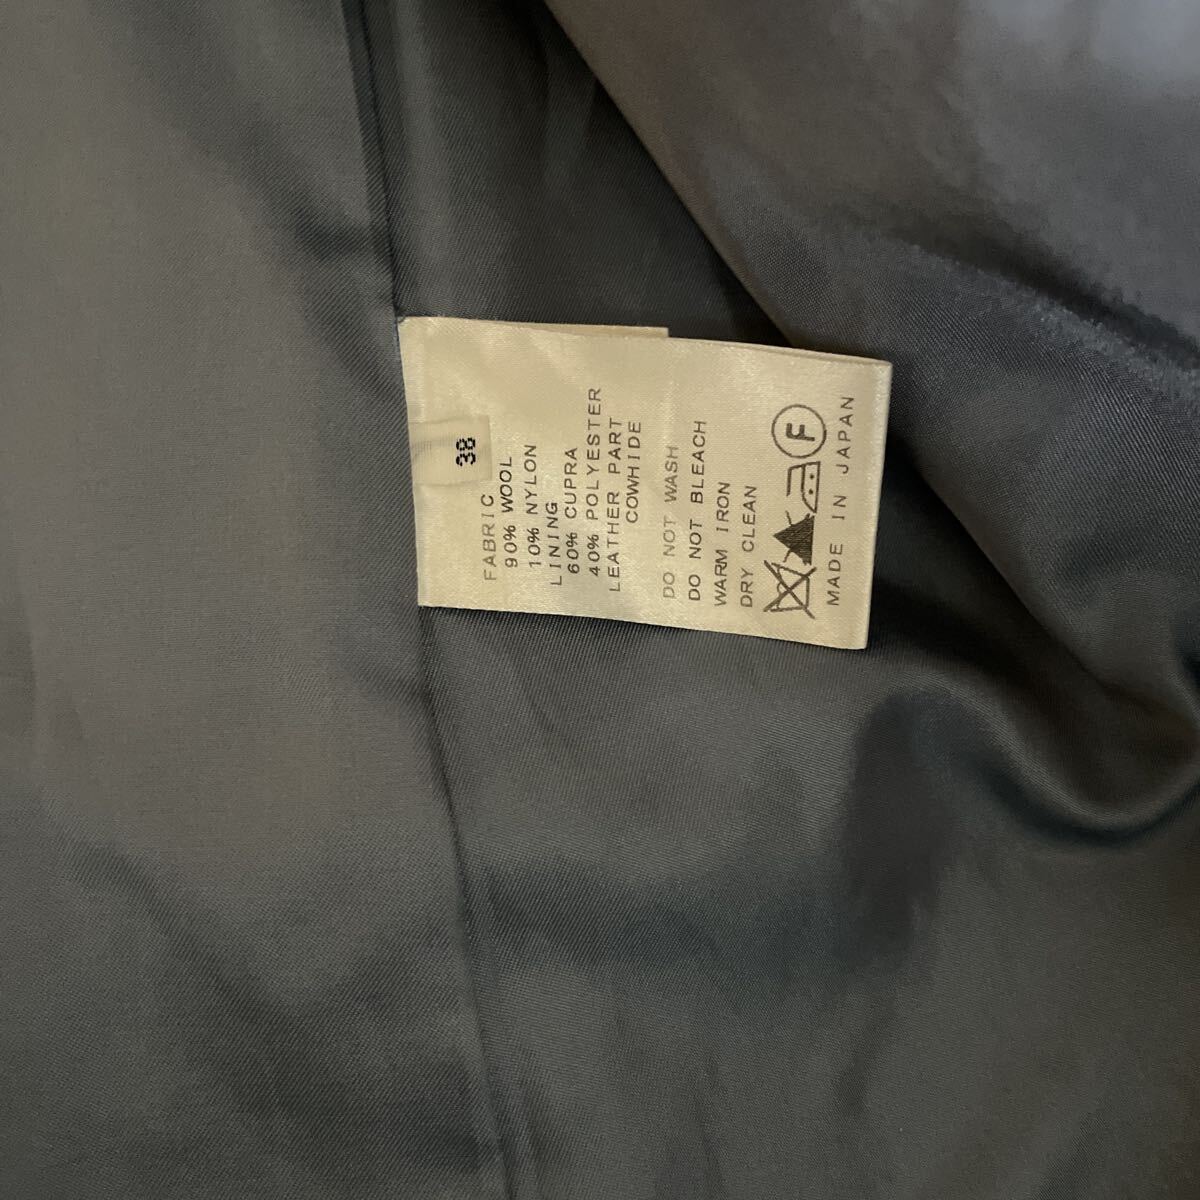 38
FABRIC
90% WOOL
10% NYLON
LINING
60% CUPRA
40% POLYESTER
LEATHER PART
COWHIDE
DO NOT WASH
DO NOT BLEACH
WARM IRON
DRY CLEAN
F
MADE IN JAPAN